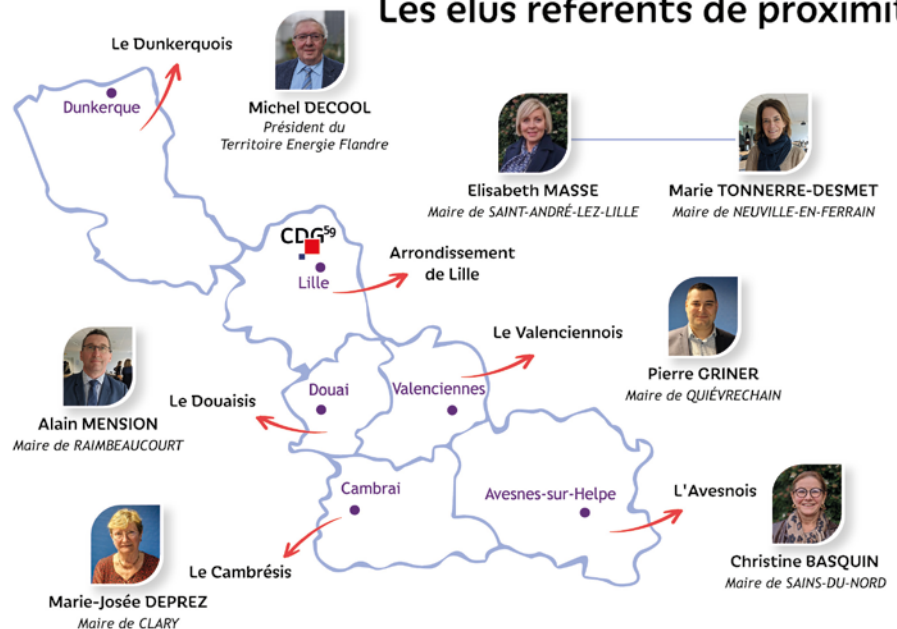 Les élus référents de proximit
Le Dunkerquois
Dunkerque
Michel DECOOL
Président du
Territoire Energie Flandre
Elisabeth MASSE
Maire de SAINT-ANDRÉ-LEZ-LILLE
Marie TONNERRE-DESMET
Maire de NEUVILLE-EN-FERRAIN
CDG59
Lille
Arrondissement
de Lille
Le Valenciennois
Pierre GRINER
Maire de QUIÉVRECHAIN
Alain MENSION
Maire de RAIMBEAUCOURT
Le Douaisis
Douai
Valenciennes
Cambrai
Avesnes-sur-Helpe
L'Avesnois
Christine BASQUIN
Maire de SAINS-DU-NORD
Le Cambrésis
Marie-Josée DEPREZ
Maire de CLARY